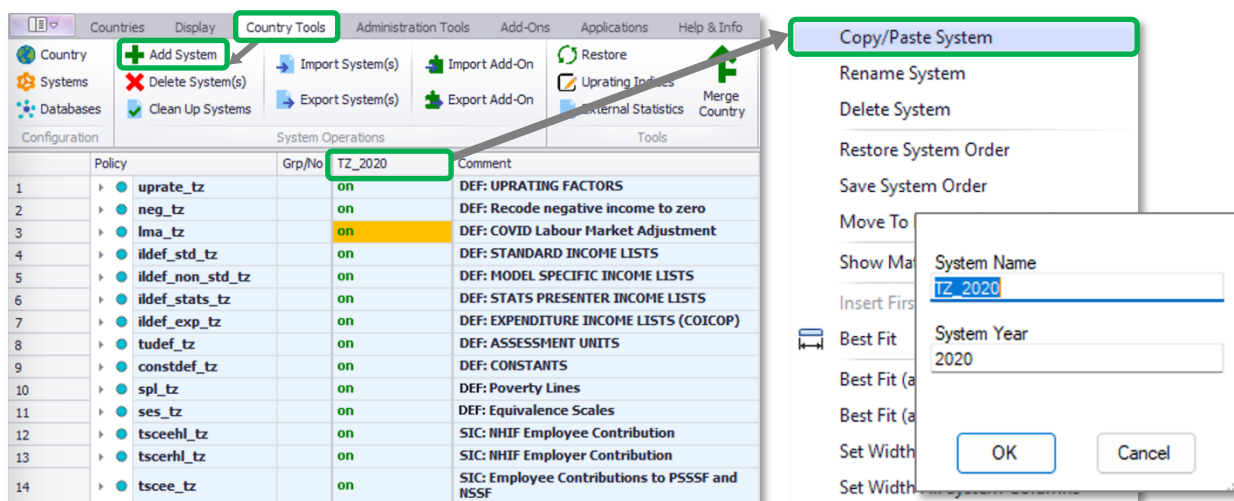 Countries Display Country Tools Administration Tools Add-Ons Applications Help & Info
Country
Systems
Databases
Configuration
Add System
Delete System(s)
Clean Up Systems
Import System(s)
Export System(s)
Import Add-On
Export Add-On
System Operations
Restore
Uprating Indices
External Statistics
Merge
Country
Tools
Policy Grp/No TZ_2020 Comment
1 uprate_tz on DEF: UPRATING FACTORS
2 neg_tz on DEF: Recode negative income to zero
3 lma_tz on DEF: COVID Labour Market Adjustment
4 ildef_std_tz on DEF: STANDARD INCOME LISTS
5 ildef_non_std_tz on DEF: MODEL SPECIFIC INCOME LISTS
6 ildef_stats_tz on DEF: STATS PRESENTER INCOME LISTS
7 ildef_exp_tz on DEF: EXPENDITURE INCOME LISTS (COICOP)
8 tudef_tz on DEF: ASSESSMENT UNITS
9 constdef_tz on DEF: CONSTANTS
10 spl_tz on DEF: Poverty Lines
11 ses_tz on DEF: Equivalence Scales
12 tsceehl_tz on SIC: NHIF Employee Contribution
13 tscerhl_tz on SIC: NHIF Employer Contribution
14 tscee_tz on SIC: Employee Contributions to PSSSF and
NSSF
Copy/Paste System
Rename System
Delete System
Restore System Order
Save System Order
Move To
Show Ma
Insert Firs
Best Fit
Best Fit (a
Best Fit (a
Set Width
Set Width All System Columns
System Name
TZ_2020
System Year
2020
OK Cancel